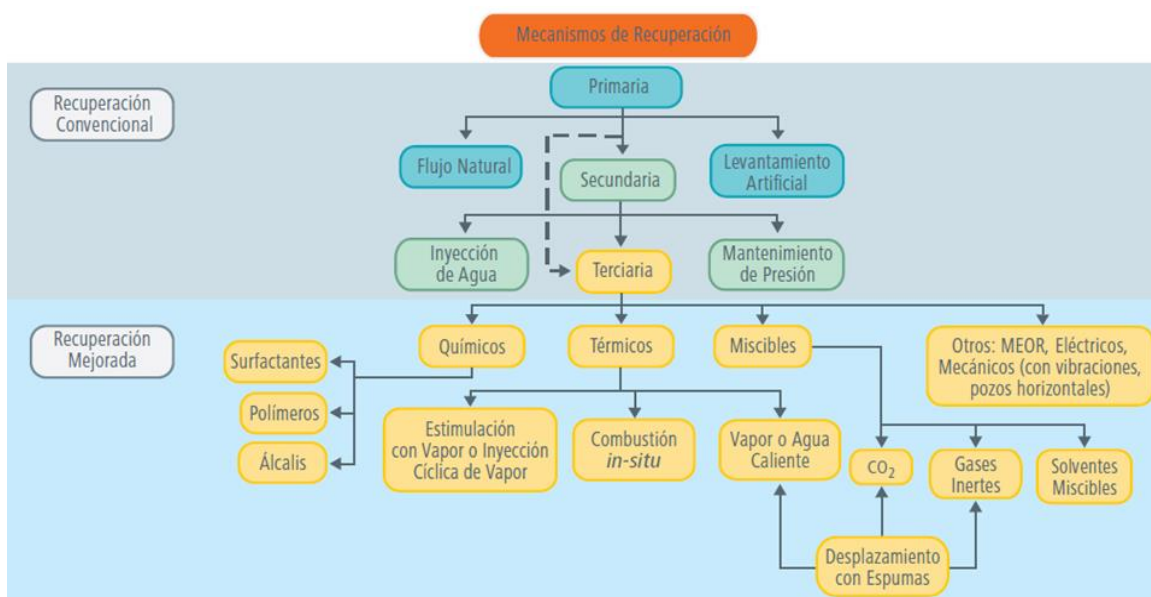 Mecanismos de Recuperación
Recuperación
Convencional
Primaria
Flujo Natural
Secundaria
Levantamiento
Artificial
Inyección
de Agua
Terciaria
Mantenimiento
de Presión
Recuperación
Mejorada
Químicos
Térmicos
Miscibles
Otros: MEOR, Eléctricos,
Mecánicos (con vibraciones,
pozos horizontales)
Surfactantes
Polímeros
Álcalis
Estimulación
con Vapor o Inyección
Cíclica de Vapor
Combustión
in-situ
Vapor o Agua
Caliente
CO₂
Gases
Inertes
Solventes
Miscibles
Desplazamiento
con Espumas